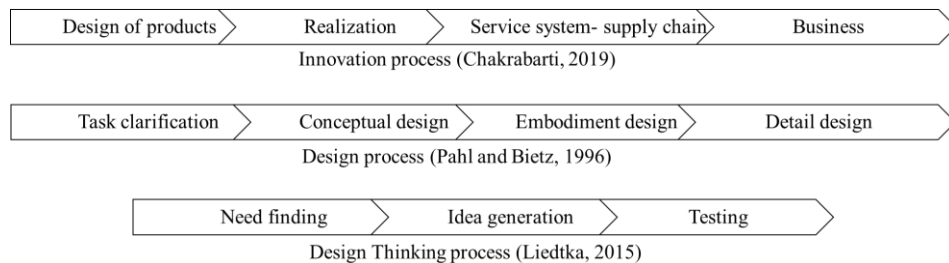 Design of products Realization Service system- supply chain Business
Innovation process (Chakrabarti, 2019)
Task clarification Conceptual design Embodiment design Detail design
Design process (Pahl and Bietz, 1996)
Need finding Idea generation Testing
Design Thinking process (Liedtka, 2015)